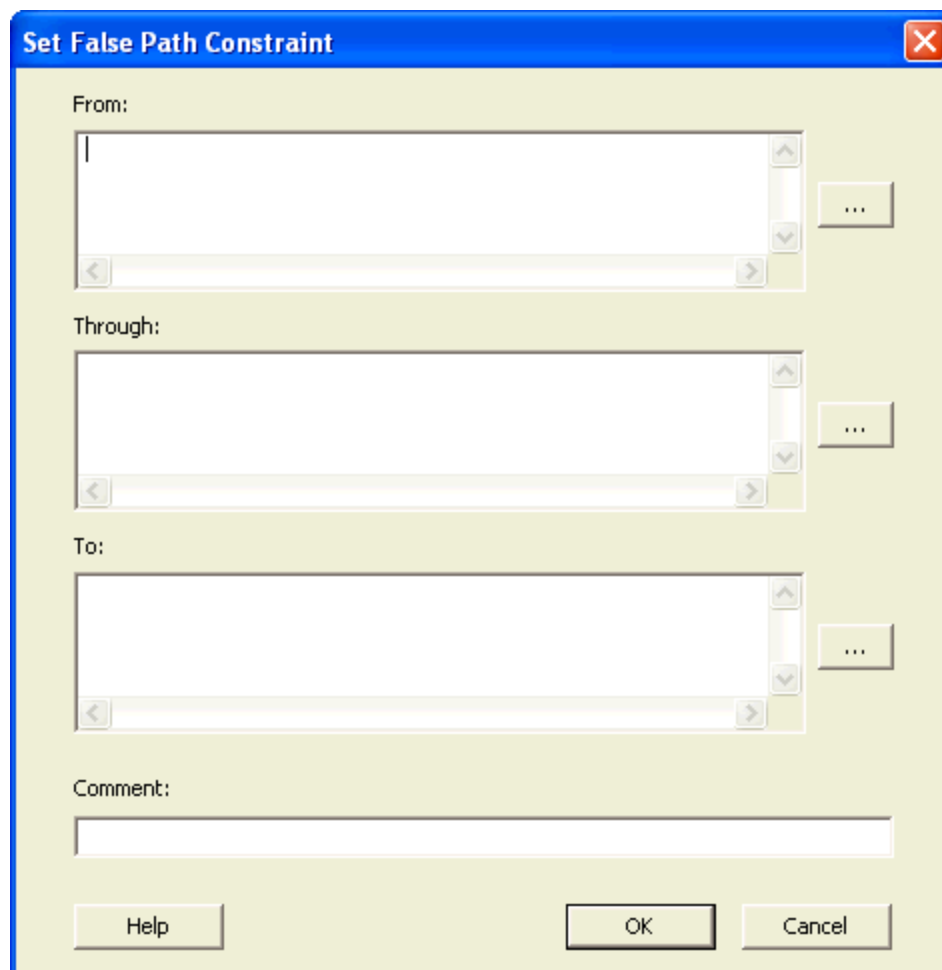 Set False Path Constraint
From:
...
Through:
...
To:
...
Comment:
Help OK Cancel